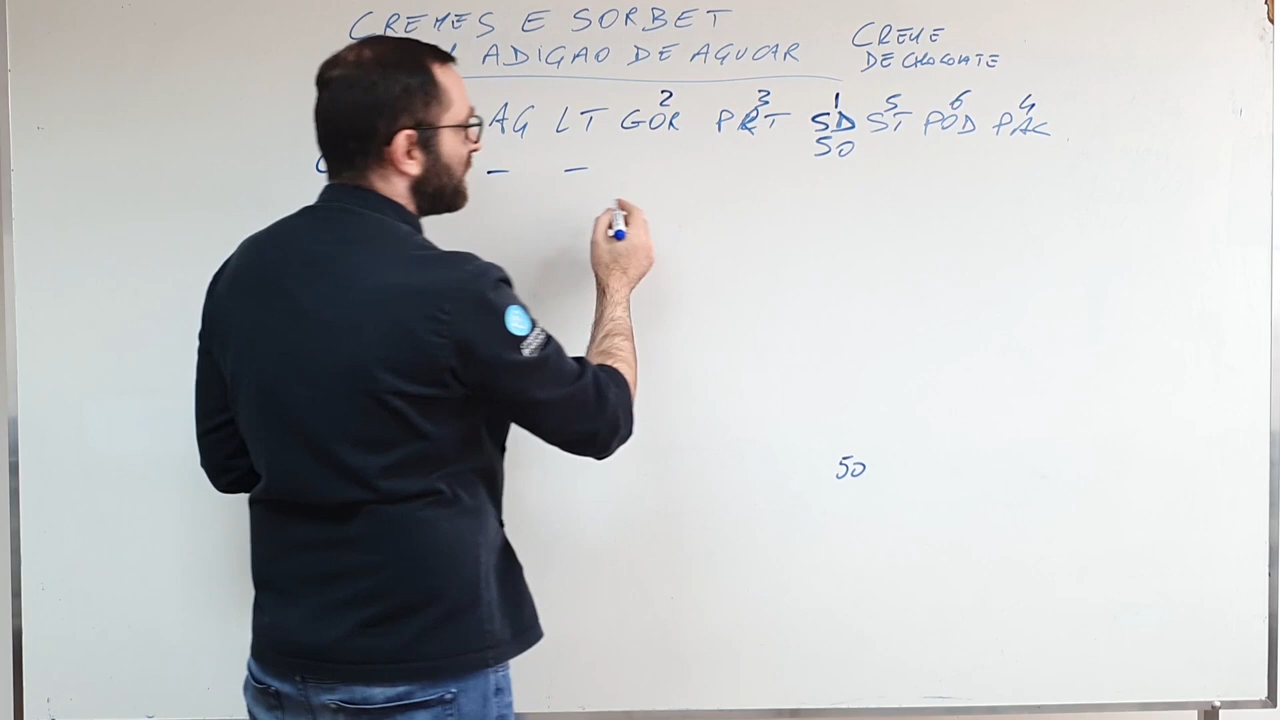 CREMES E SORBET
ADIGAO DE AGUCAR
CREME
DE CHOCOLATE
2 3 1 5 6 4
AG LT GOR PRT SD ST POD PAC
50
— —
50